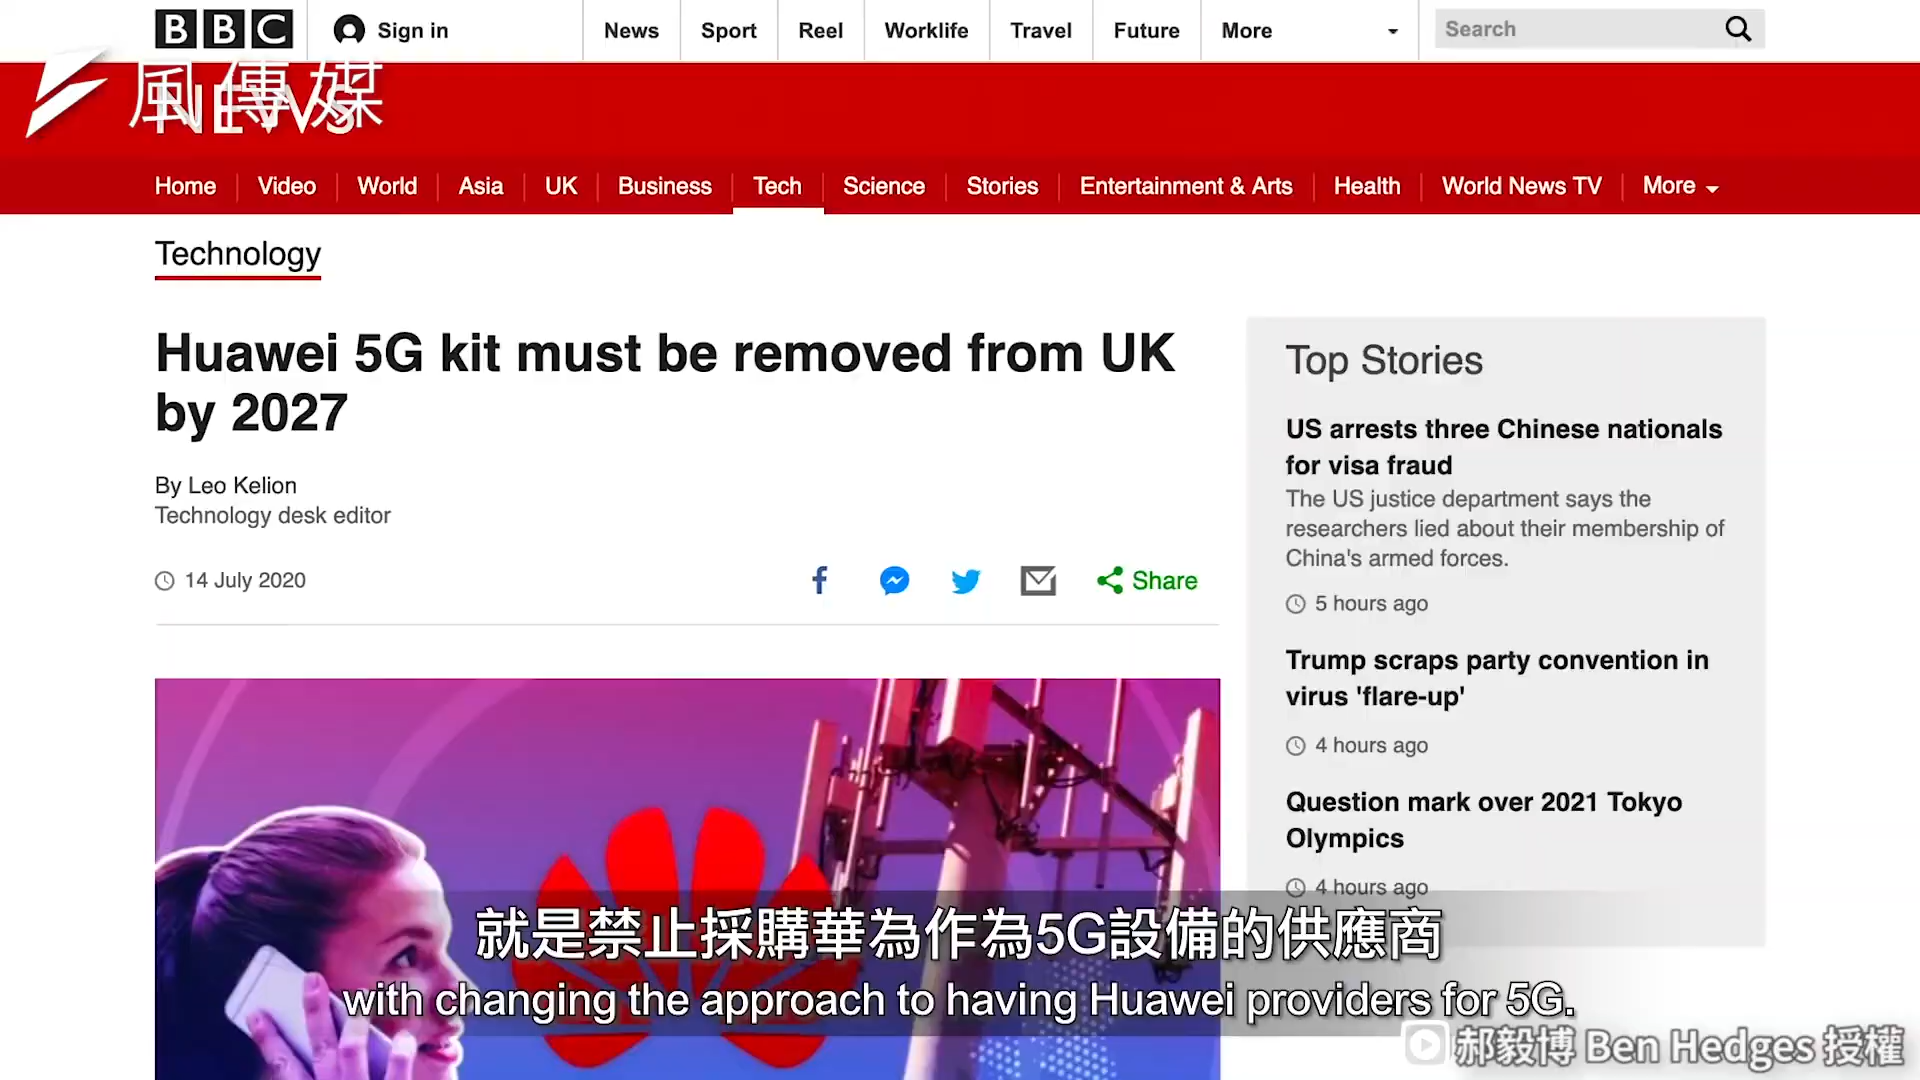 BBC
Sign in
News
Sport
Reel
Worklife
Travel
Future
More
Search
風傳媒
NEWS
Home
Video
World
Asia
UK
Business
Tech
Science
Stories
Entertainment & Arts
Health
World News TV
More
Technology
Huawei 5G kit must be removed from UK
by 2027
By Leo Kelion
Technology desk editor
14 July 2020
Share
Top Stories
US arrests three Chinese nationals
for visa fraud
The US justice department says the
researchers lied about their membership of
China's armed forces.
5 hours ago
Trump scraps party convention in
virus 'flare-up'
4 hours ago
Question mark over 2021 Tokyo
Olympics
4 hours ago
就是禁止採購華為作為5G設備的供應商
with changing the approach to having Huawei providers for 5G.
郝毅博 Ben Hedges 授權